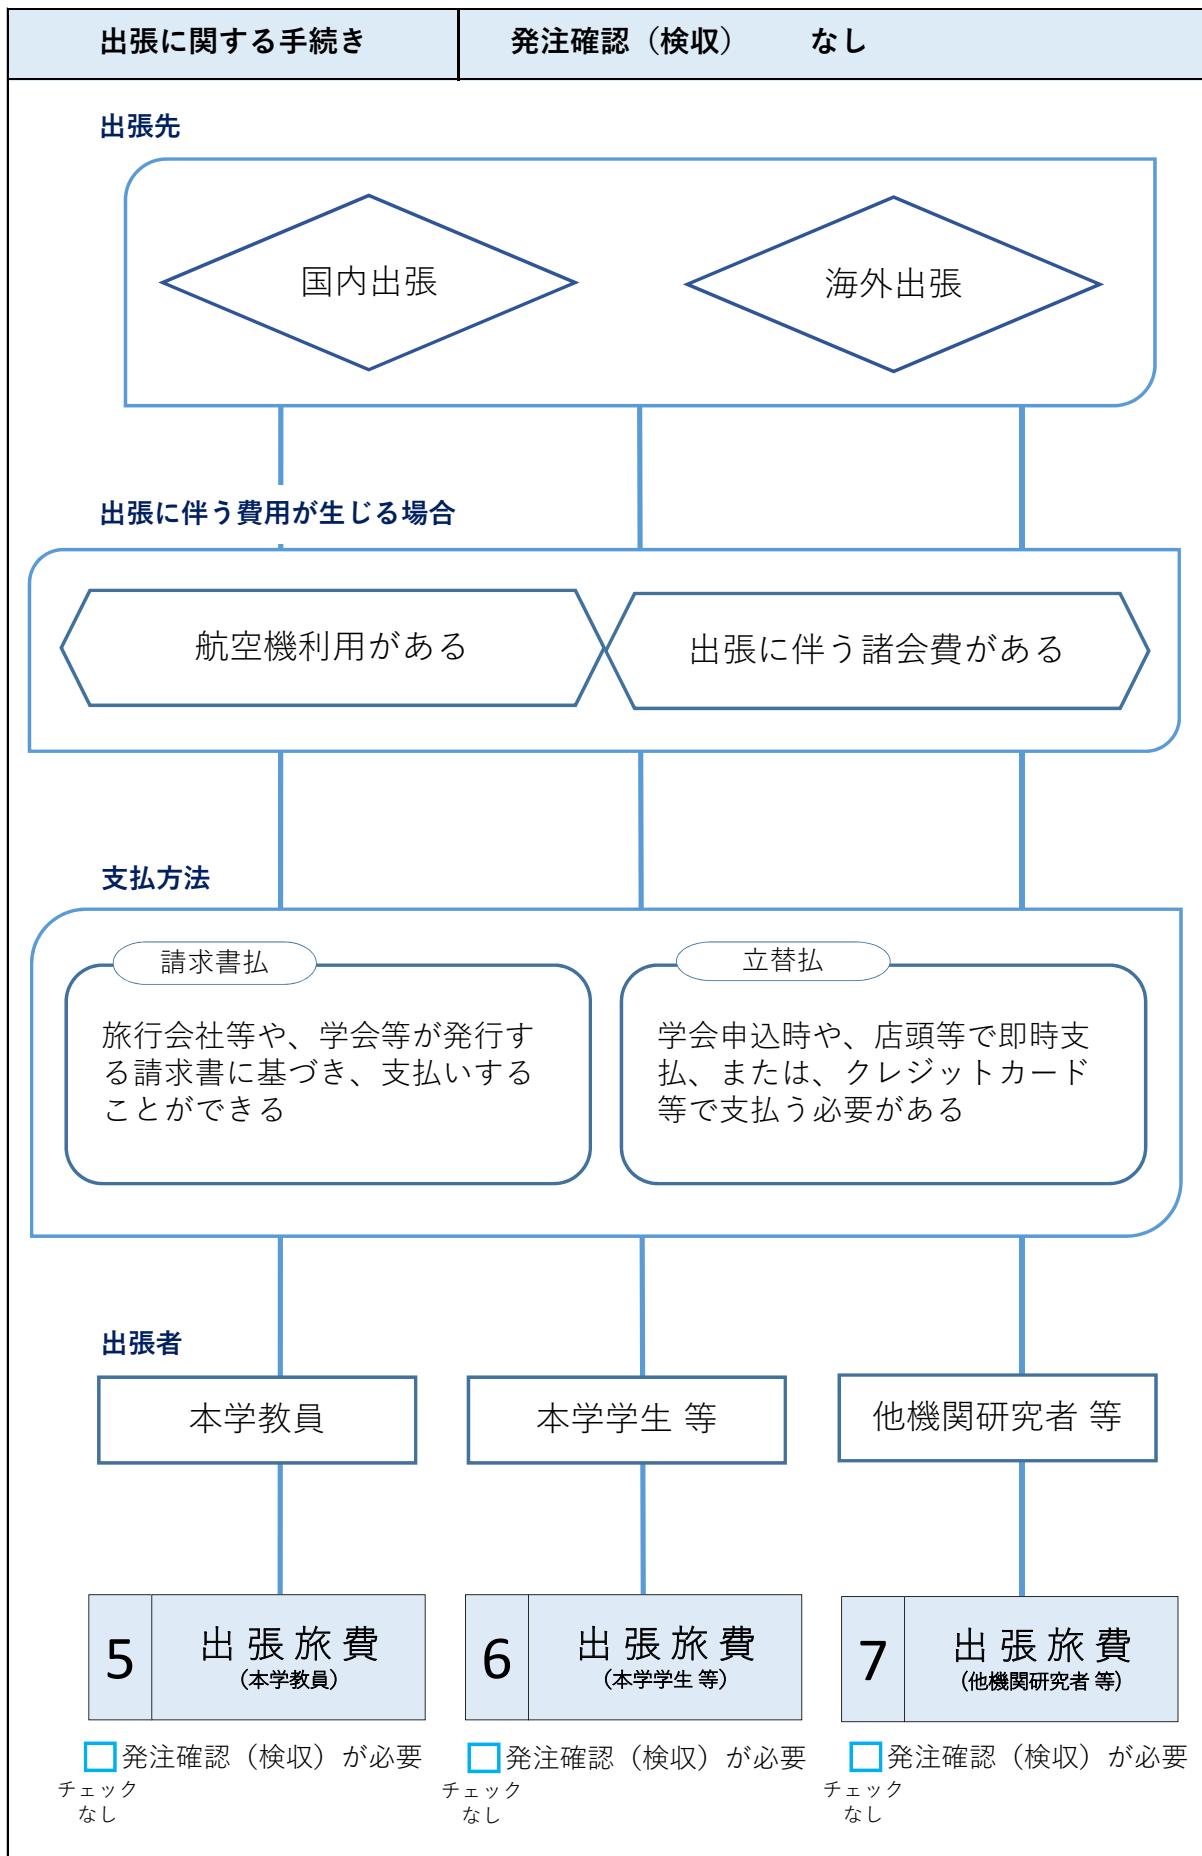 出張に関する手続き
発注確認（検収）　　なし
出張先
国内出張
海外出張
出張に伴う費用が生じる場合
航空機利用がある
出張に伴う諸会費がある
支払方法
請求書払
旅行会社等や、学会等が発行す
る請求書に基づき、支払いする
ことができる
立替払
学会申込時や、店頭等で即時支
払、または、クレジットカード
等で支払う必要がある
出張者
本学教員
本学学生 等
他機関研究者 等
5
出 張 旅 費
(本学教員)
6
出 張 旅 費
(本学学生 等)
7
出 張 旅 費
(他機関研究者 等)
発注確認（検収）が必要
チェック
なし
発注確認（検収）が必要
チェック
なし
発注確認（検収）が必要
チェック
なし